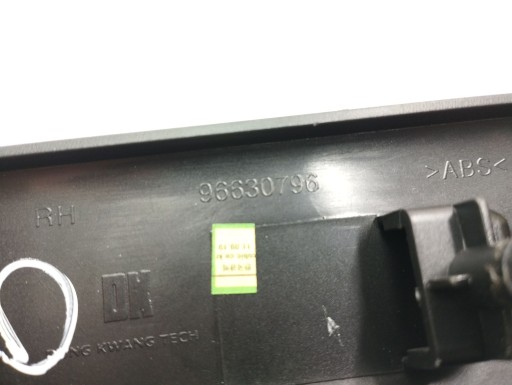 96630796
>ABS<
RH
DK
NG KWANG TECH